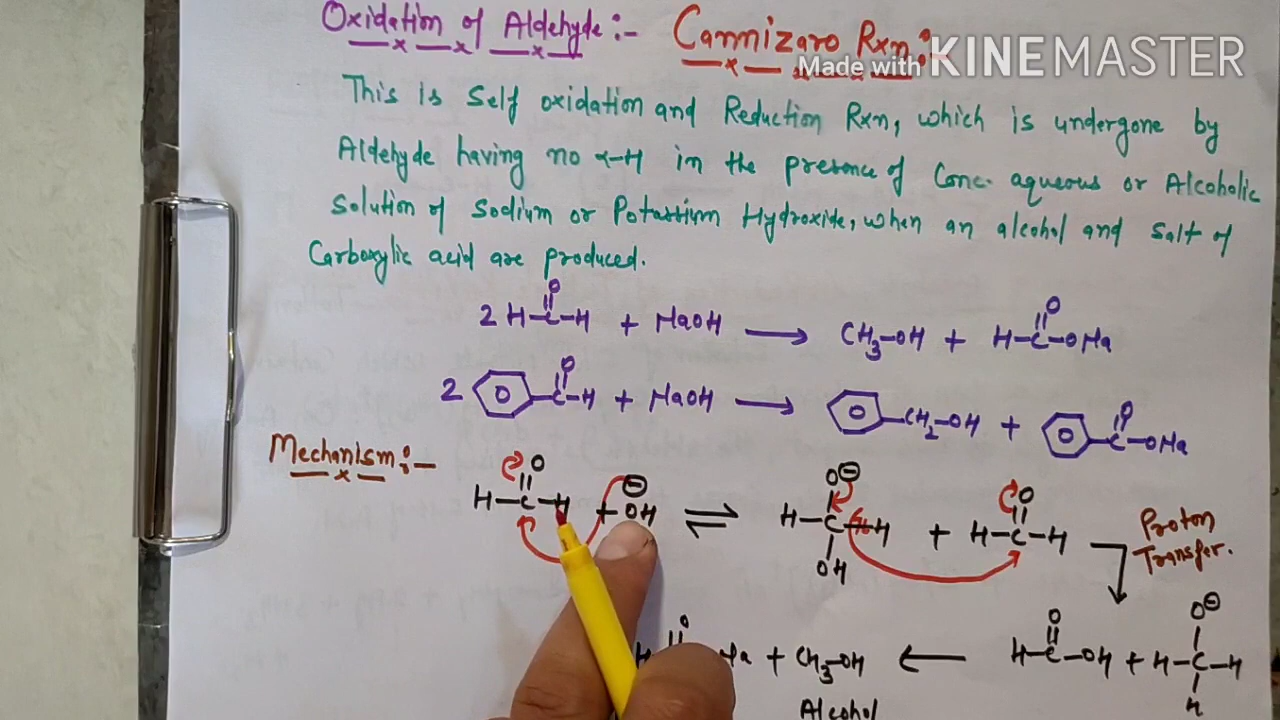 Oxidation of Aldehyde:- Cannizaro Rxn:-
Made with KINEMASTER
This is Self oxidation and Reduction Rxn, which is undergone by
Aldehyde having no α-H in the presence of Conc. aqueous or Alcoholic
Solution of Sodium or Potassium Hydroxide, when an alcohol and salt of
Carboxylic acid are produced.
2 H-C(=O)-H + NaOH → CH3-OH + H-C(=O)-ONa
2 C(=O)-H + NaOH → CH2-OH + C(=O)-ONa
Mechanism:-
H-C(=O)-H + ⊖OH ⇌ H-C(O⊖)(OH)-H + H-C(=O)-H
Proton
Transfer.
H Na + CH3-OH ← H-C(=O)-OH + H-C(O⊖)(H)-H
Alcohol